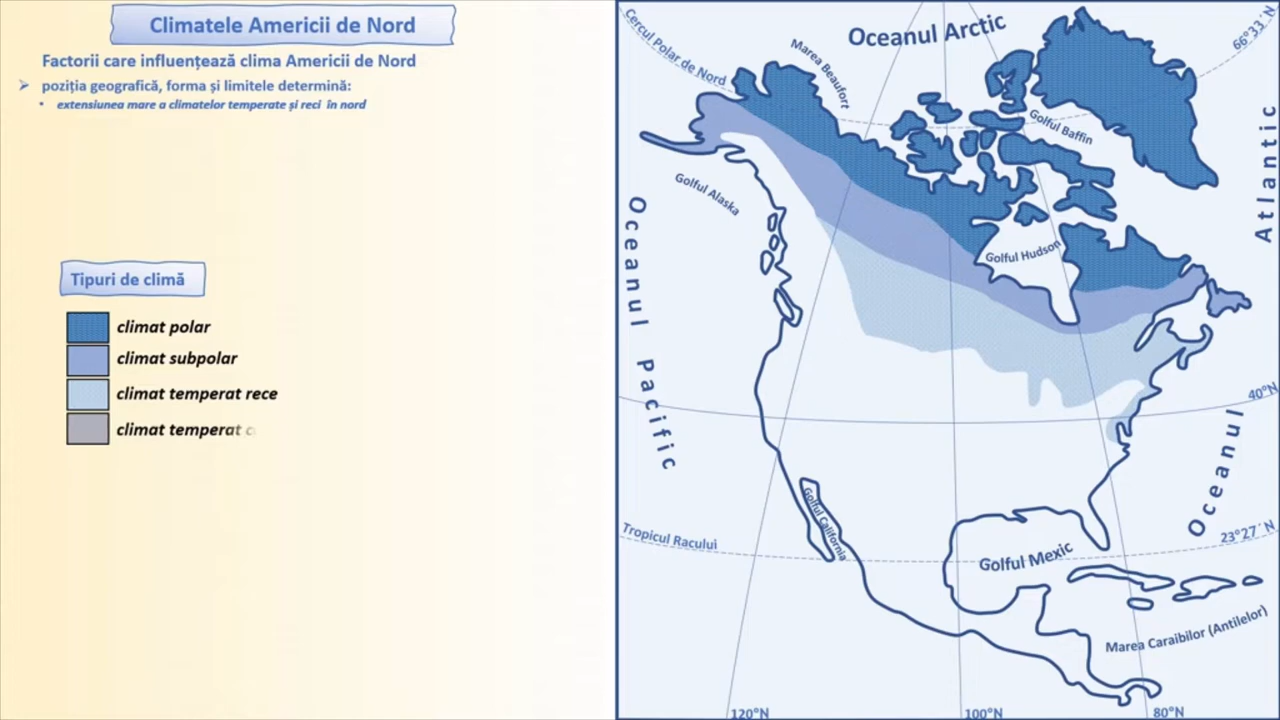 Climatele Americii de Nord
Factorii care influențează clima Americii de Nord
poziția geografică, forma și limitele determină:
extensiunea mare a climatelor temperate și reci în nord
Tipuri de climă
climat polar
climat subpolar
climat temperat rece
climat temperat
Oceanul Arctic
Cercul Polar de Nord
66°33´N
Marea Beaufort
Golful Baffin
Golful Alaska
Golful Hudson
Oceanul Pacific
Oceanul Atlantic
40°N
Golful California
Tropicul Racului
23°27´N
Golful Mexic
Marea Caraibilor (Antilelor)
120°N
100°N
80°N